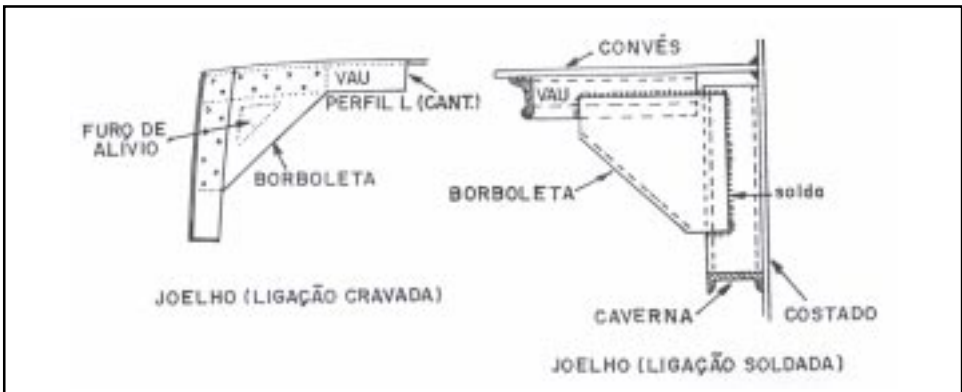 VAU
PERFIL L (CANT.)
FURO DE
ALÍVIO
BORBOLETA
JOELHO (LIGAÇÃO CRAVADA)
CONVÉS
VAU
BORBOLETA
solda
CAVERNA
COSTADO
JOELHO (LIGAÇÃO SOLDADA)